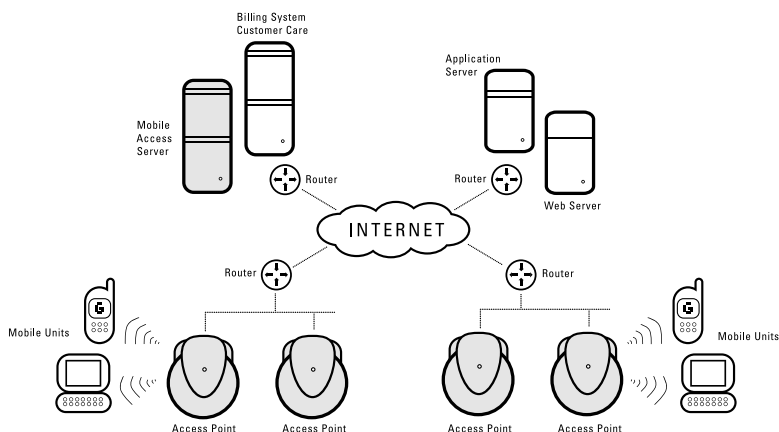 Billing System
Customer Care
Application
Server
Mobile
Access
Server
Router
Router
Web Server
INTERNET
Router
Router
G
G
Mobile Units
Mobile Units
Access Point
Access Point
Access Point
Access Point